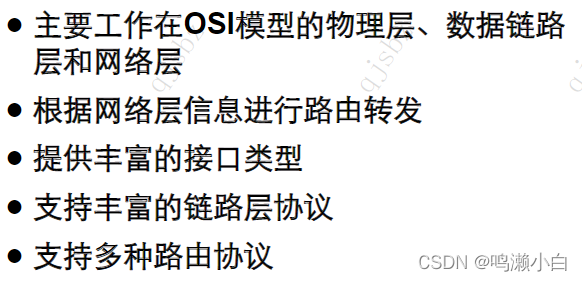 ● 主要工作在OSI模型的物理层、数据链路
层和网络层
● 根据网络层信息进行路由转发
● 提供丰富的接口类型
● 支持丰富的链路层协议
● 支持多种路由协议
CSDN @鸣濑小白